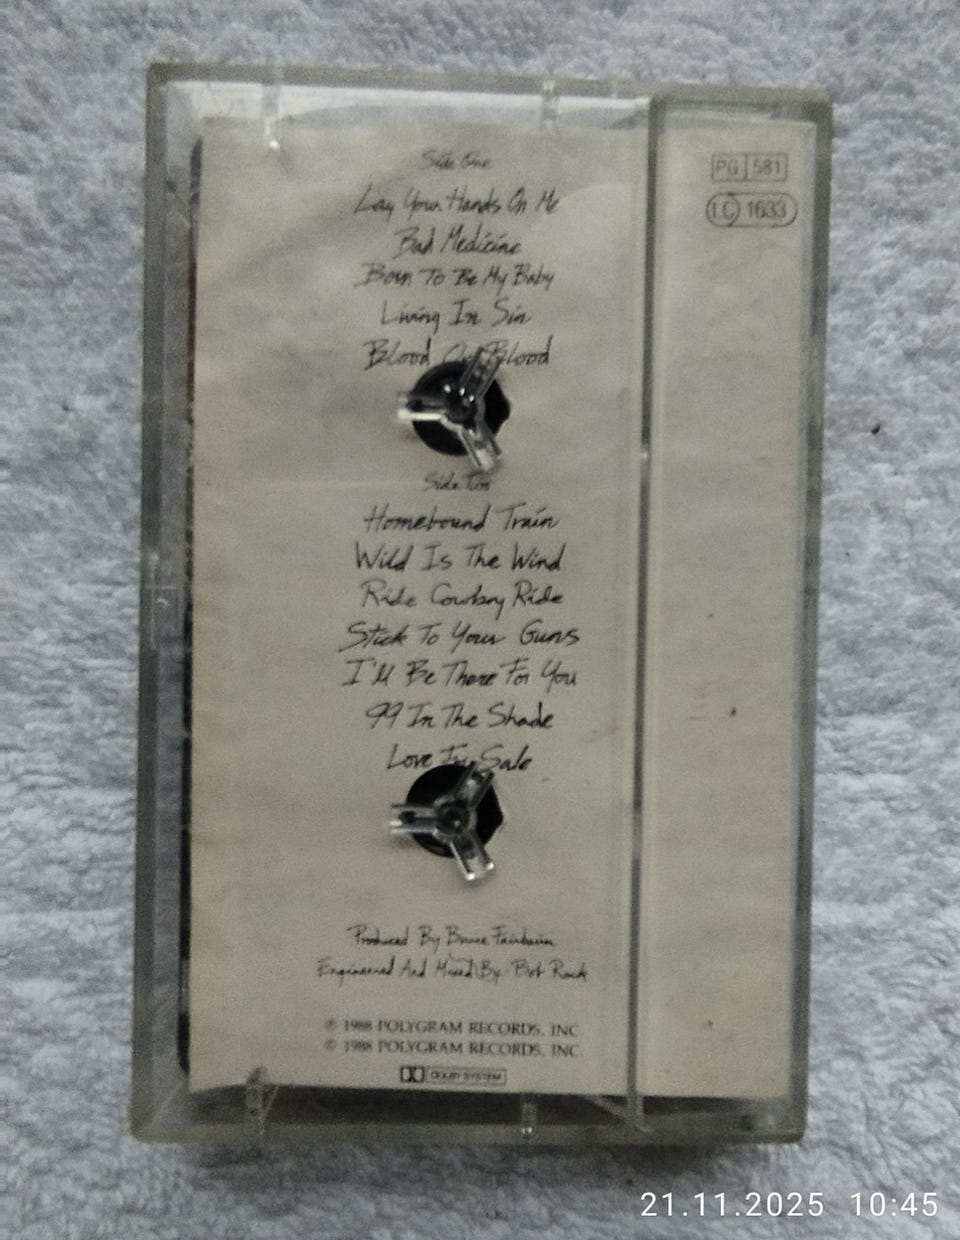 Side One
Lay Your Hands On Me
Bad Medicine
Born To Be My Baby
Living In Sin
Blood On Blood
Side Two
Homebound Train
Wild Is The Wind
Ride Cowboy Ride
Stick To Your Guns
I'll Be There For You
99 In The Shade
Love For Sale
Produced By Bruce Fairbairn
Engineered And Mixed By Bob Rock
℗ 1988 POLYGRAM RECORDS, INC
© 1988 POLYGRAM RECORDS, INC.
DOLBY SYSTEM
PG 581
LC 1633
21.11.2025 10:45